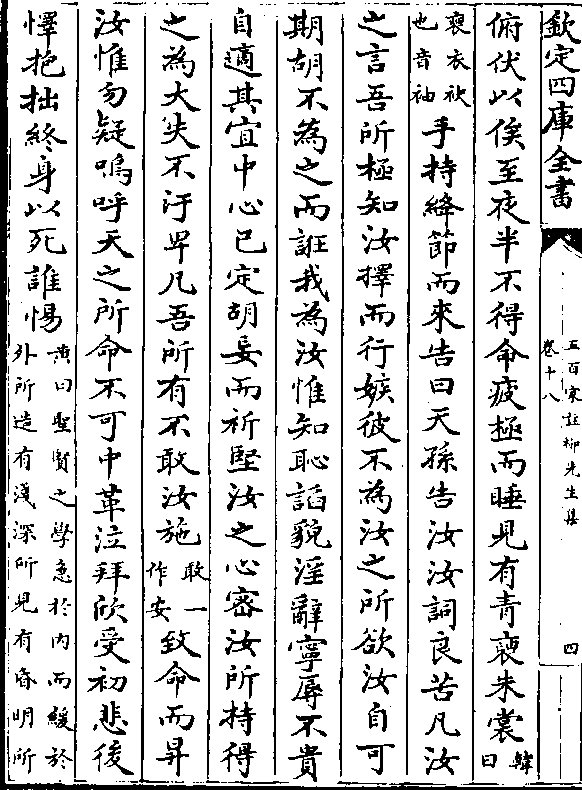 欽定四庫全書
五百家註柳先生集
卷十八
四
俯伏以俟至夜半不得命疲極而睡見有青褎朱裳韓曰
褎衣袂也音袖手持絳節而來告曰天孫告汝汝詞良苦凡汝
之言吾所極知汝擇而行嫉彼不為汝之所欲汝自可
期胡不為之而誑我為汝惟知恥謟貌淫辭寧辱不貴
自適其宜中心已定胡妄而祈堅汝之心密汝所持得
之為大失不汙卑凡吾所有不敢汝施敢一作安致命而昇
汝惟勿疑嗚呼天之所命不可中革泣拜欣受初悲後
懌抱拙終身以死誰惕黄曰聖賢之學急於内而緩於外所造有淺深所見有昏明所